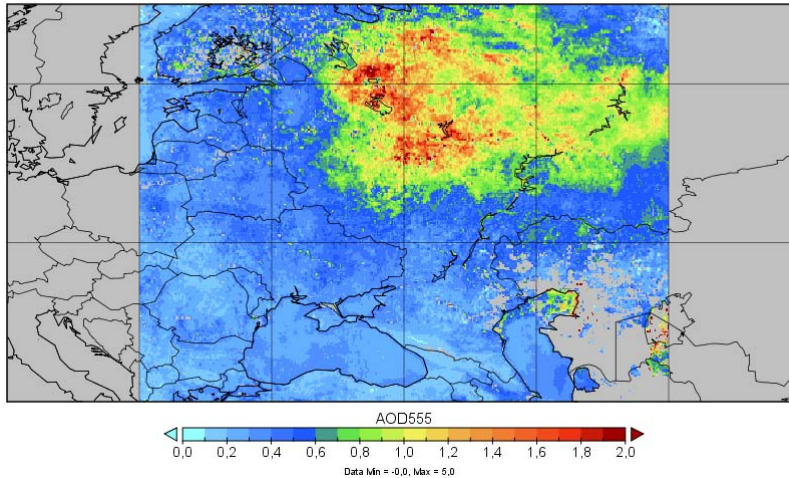 AOD555
0,0 0,2 0,4 0,6 0,8 1,0 1,2 1,4 1,6 1,8 2,0
Data Min = -0,0, Max = 5,0